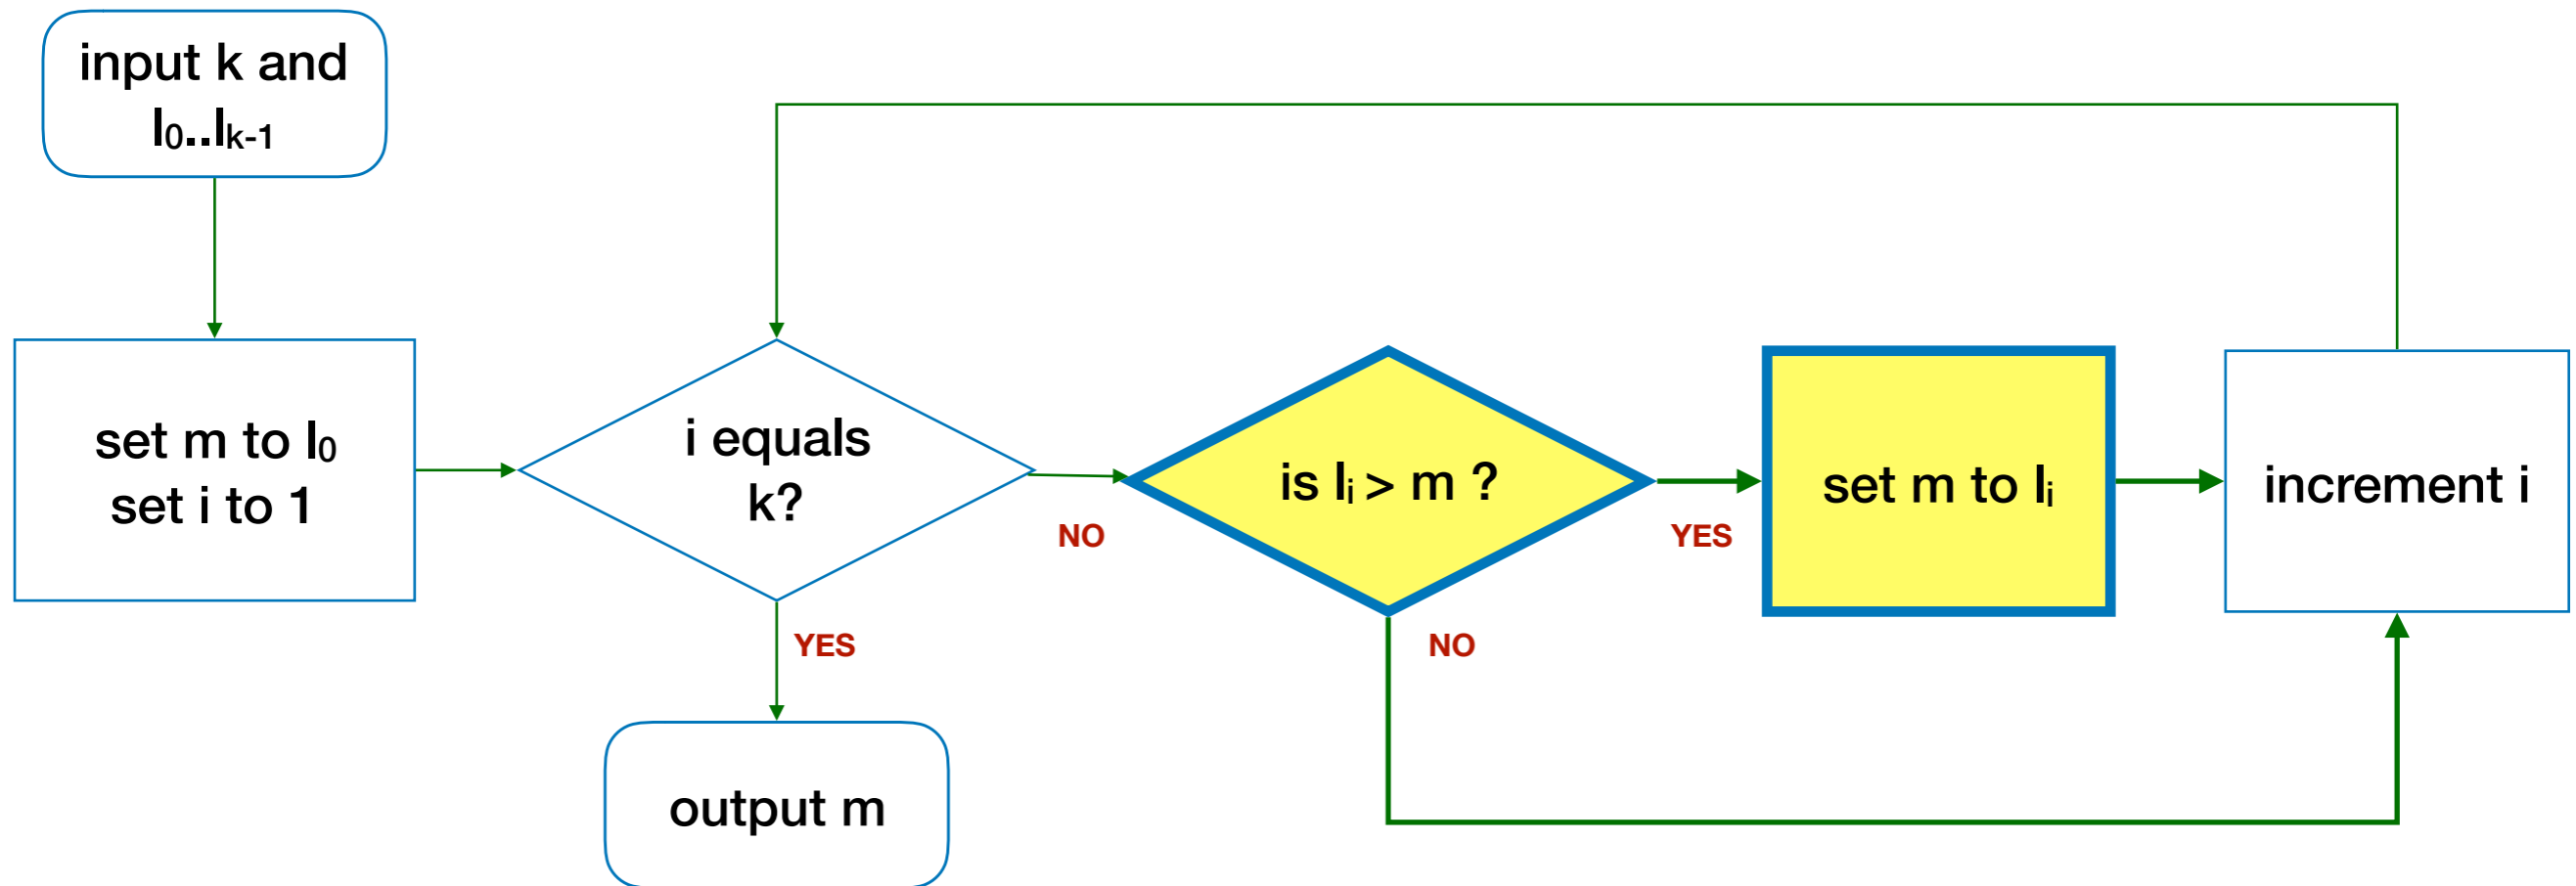 input k and
l₀..lₖ₋₁
set m to l₀
set i to 1
i equals
k?
NO
YES
output m
is lᵢ > m ?
YES
NO
set m to lᵢ
increment i